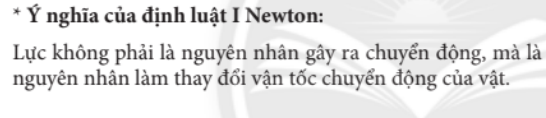 * Ý nghĩa của định luật I Newton:
Lực không phải là nguyên nhân gây ra chuyển động, mà là
nguyên nhân làm thay đổi vận tốc chuyển động của vật.